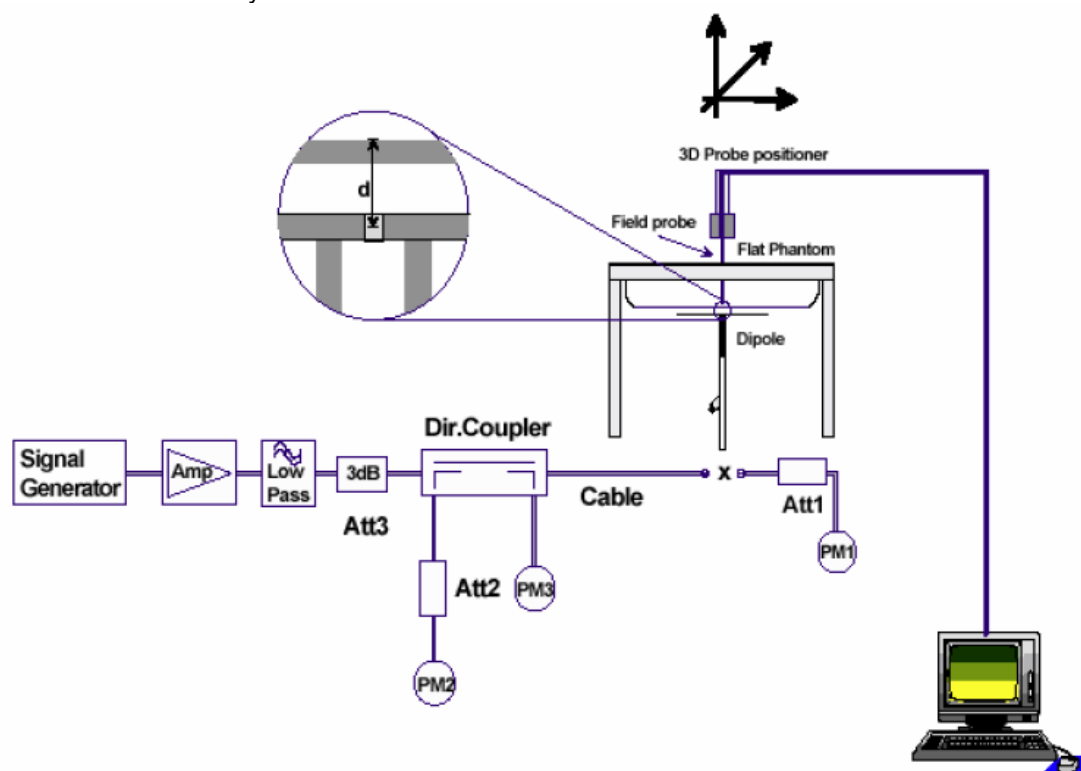 3D Probe positioner
d
Field probe
Flat Phantom
Dipole
Dir.Coupler
Signal
Generator
Amp
Low
Pass
3dB
Att3
Cable
x
Att1
PM1
Att2
PM3
PM2